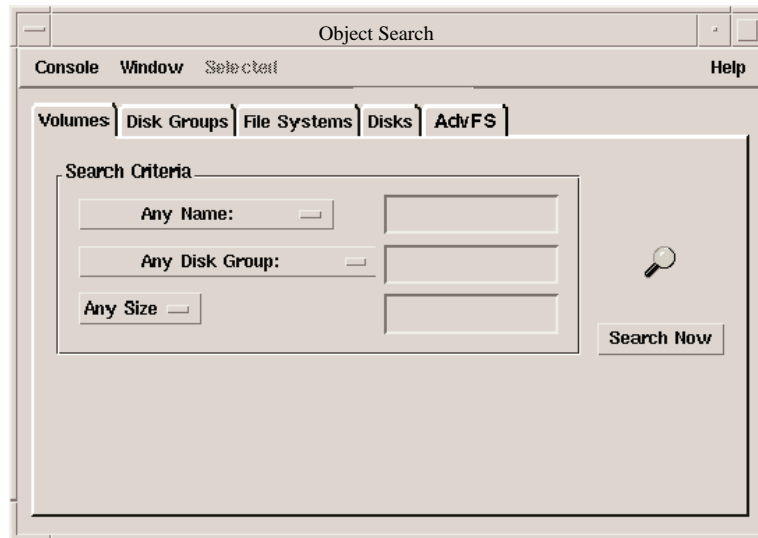 Object Search
Console Window Selected Help
Volumes Disk Groups File Systems Disks AdvFS
Search Criteria
Any Name:
Any Disk Group:
Any Size
Search Now